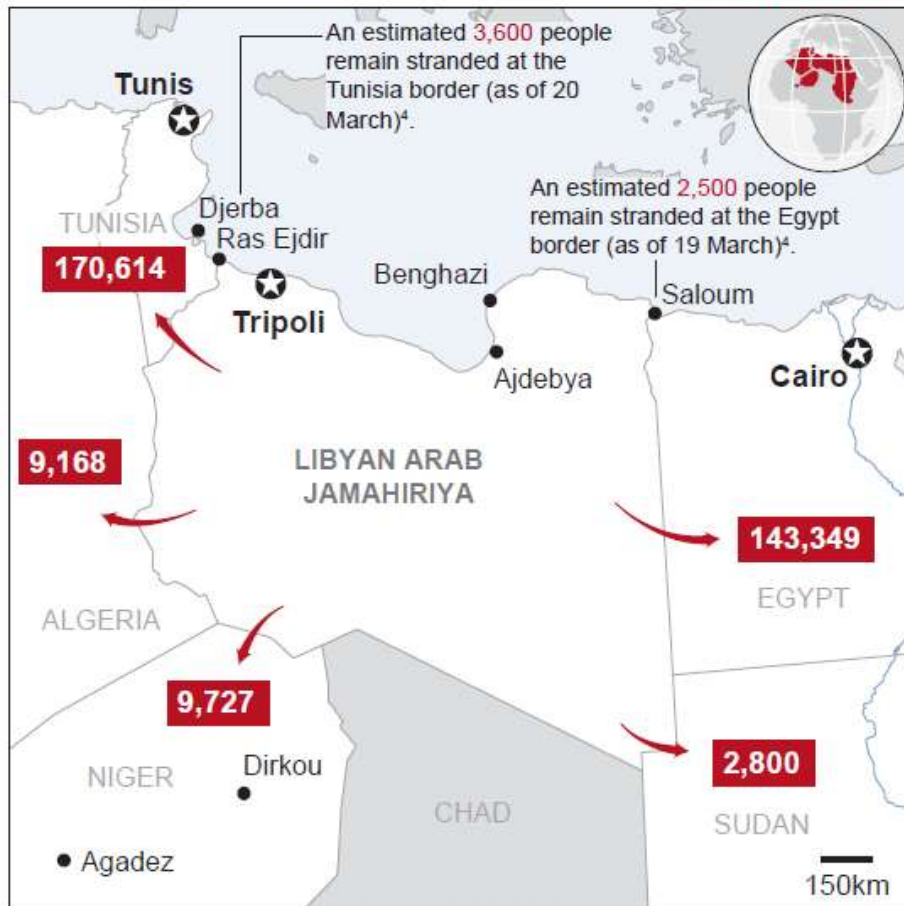 An estimated 3,600 people
remain stranded at the
Tunisia border (as of 20
March)⁴.
Tunis
An estimated 2,500 people
remain stranded at the Egypt
border (as of 19 March)⁴.
TUNISIA
Djerba
Ras Ejdir
170,614
Tripoli
Benghazi
Saloum
Ajdebya
Cairo
9,168
LIBYAN ARAB
JAMAHIRIYA
143,349
EGYPT
ALGERIA
9,727
2,800
NIGER
Dirkou
CHAD
SUDAN
Agadez
150km